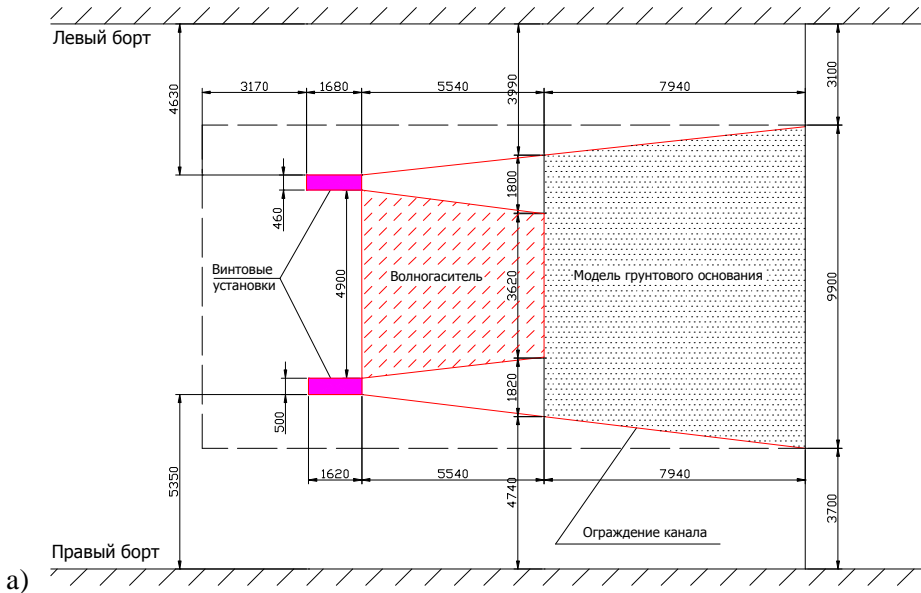 Левый борт
3170
1680
5540
7940
4630
3990
3100
460
1800
Винтовые
установки
4900
Волногаситель
3620
Модель грунтового основания
9900
500
1820
1620
5540
7940
5350
4740
3700
Ограждение канала
Правый борт
а)